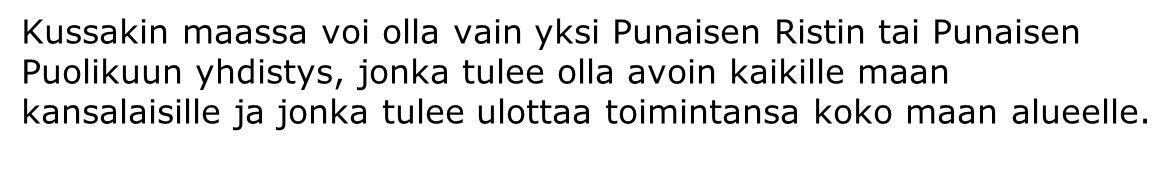 Kussakin maassa voi olla vain yksi Punaisen Ristin tai Punaisen
Puolikuun yhdistys, jonka tulee olla avoin kaikille maan
kansalaisille ja jonka tulee ulottaa toimintansa koko maan alueelle.